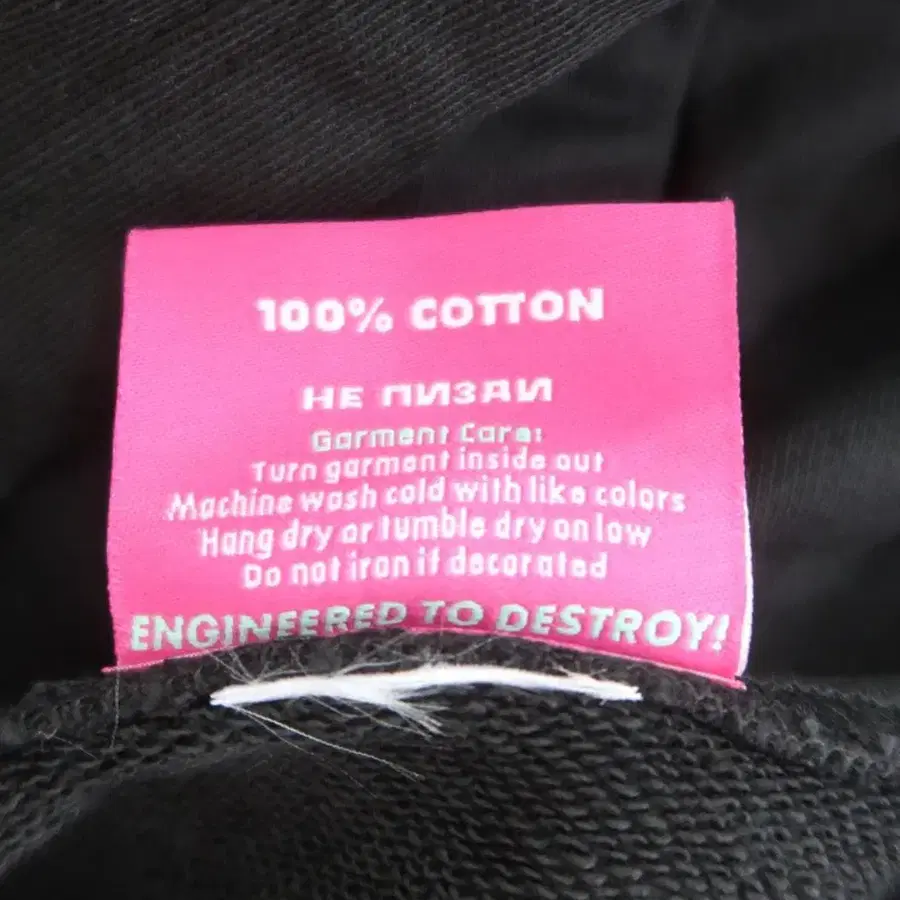 100% COTTON
НЕ ПИЗАЙ
Garment Care:
Turn garment inside out
Machine wash cold with like colors
Hang dry or tumble dry on low
Do not iron if decorated
ENGINEERED TO DESTROY!